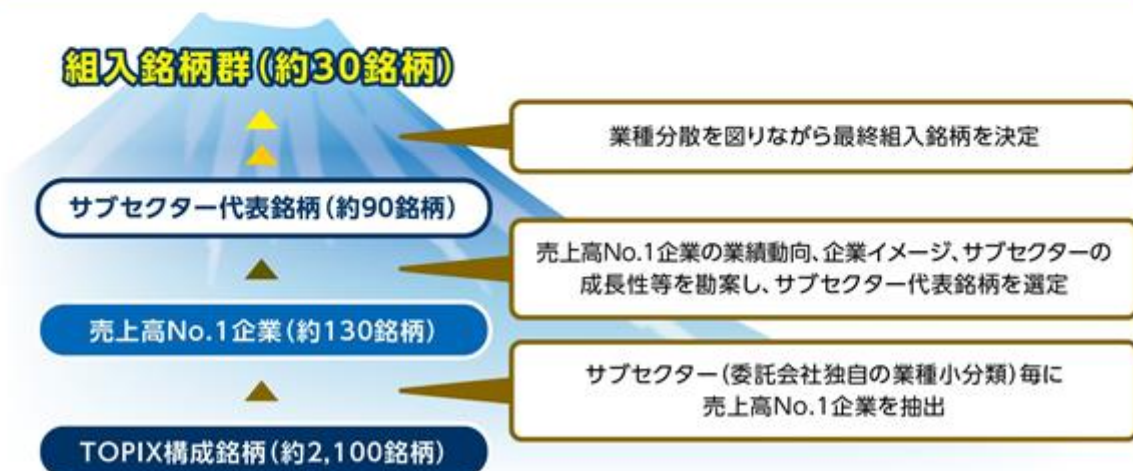 組入銘柄群(約30銘柄)
業種分散を図りながら最終組入銘柄を決定
サブセクター代表銘柄(約90銘柄)
売上高No.1企業の業績動向、企業イメージ、サブセクターの
成長性等を勘案し、サブセクター代表銘柄を選定
売上高No.1企業(約130銘柄)
サブセクター(委託会社独自の業種小分類)毎に
売上高No.1企業を抽出
TOPIX構成銘柄(約2,100銘柄)